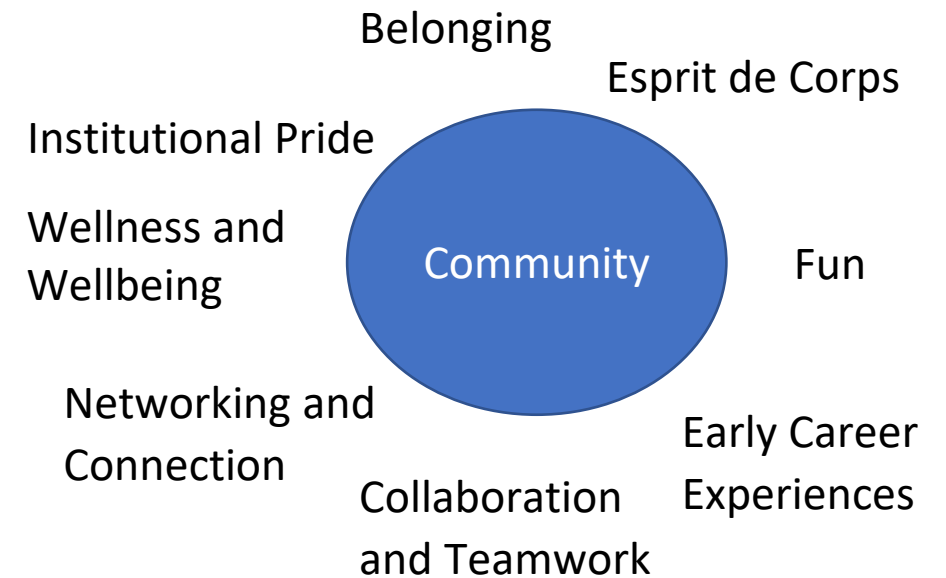 Belonging
Esprit de Corps
Institutional Pride
Wellness and
Wellbeing
Community
Fun
Networking and
Connection
Early Career
Experiences
Collaboration
and Teamwork